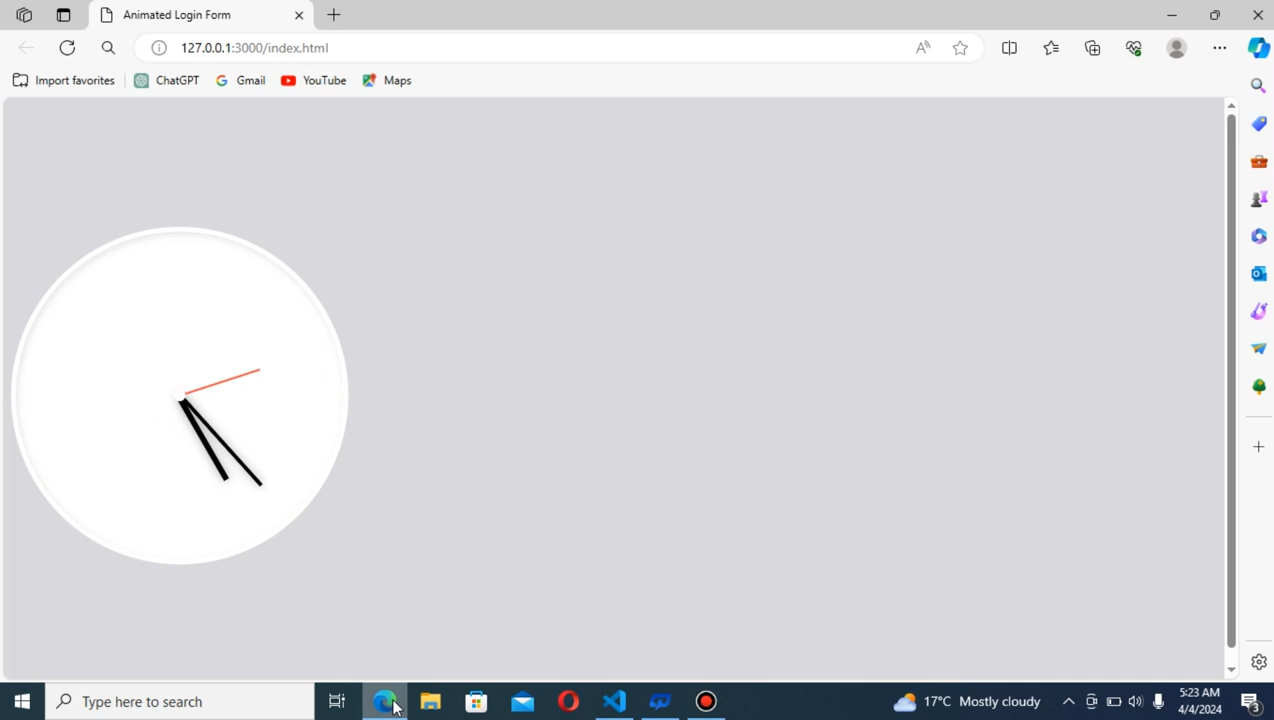 Animated Login Form
127.0.0.1:3000/index.html
Import favorites
ChatGPT
Gmail
YouTube
Maps
Type here to search
17°C Mostly cloudy
5:23 AM
4/4/2024
3